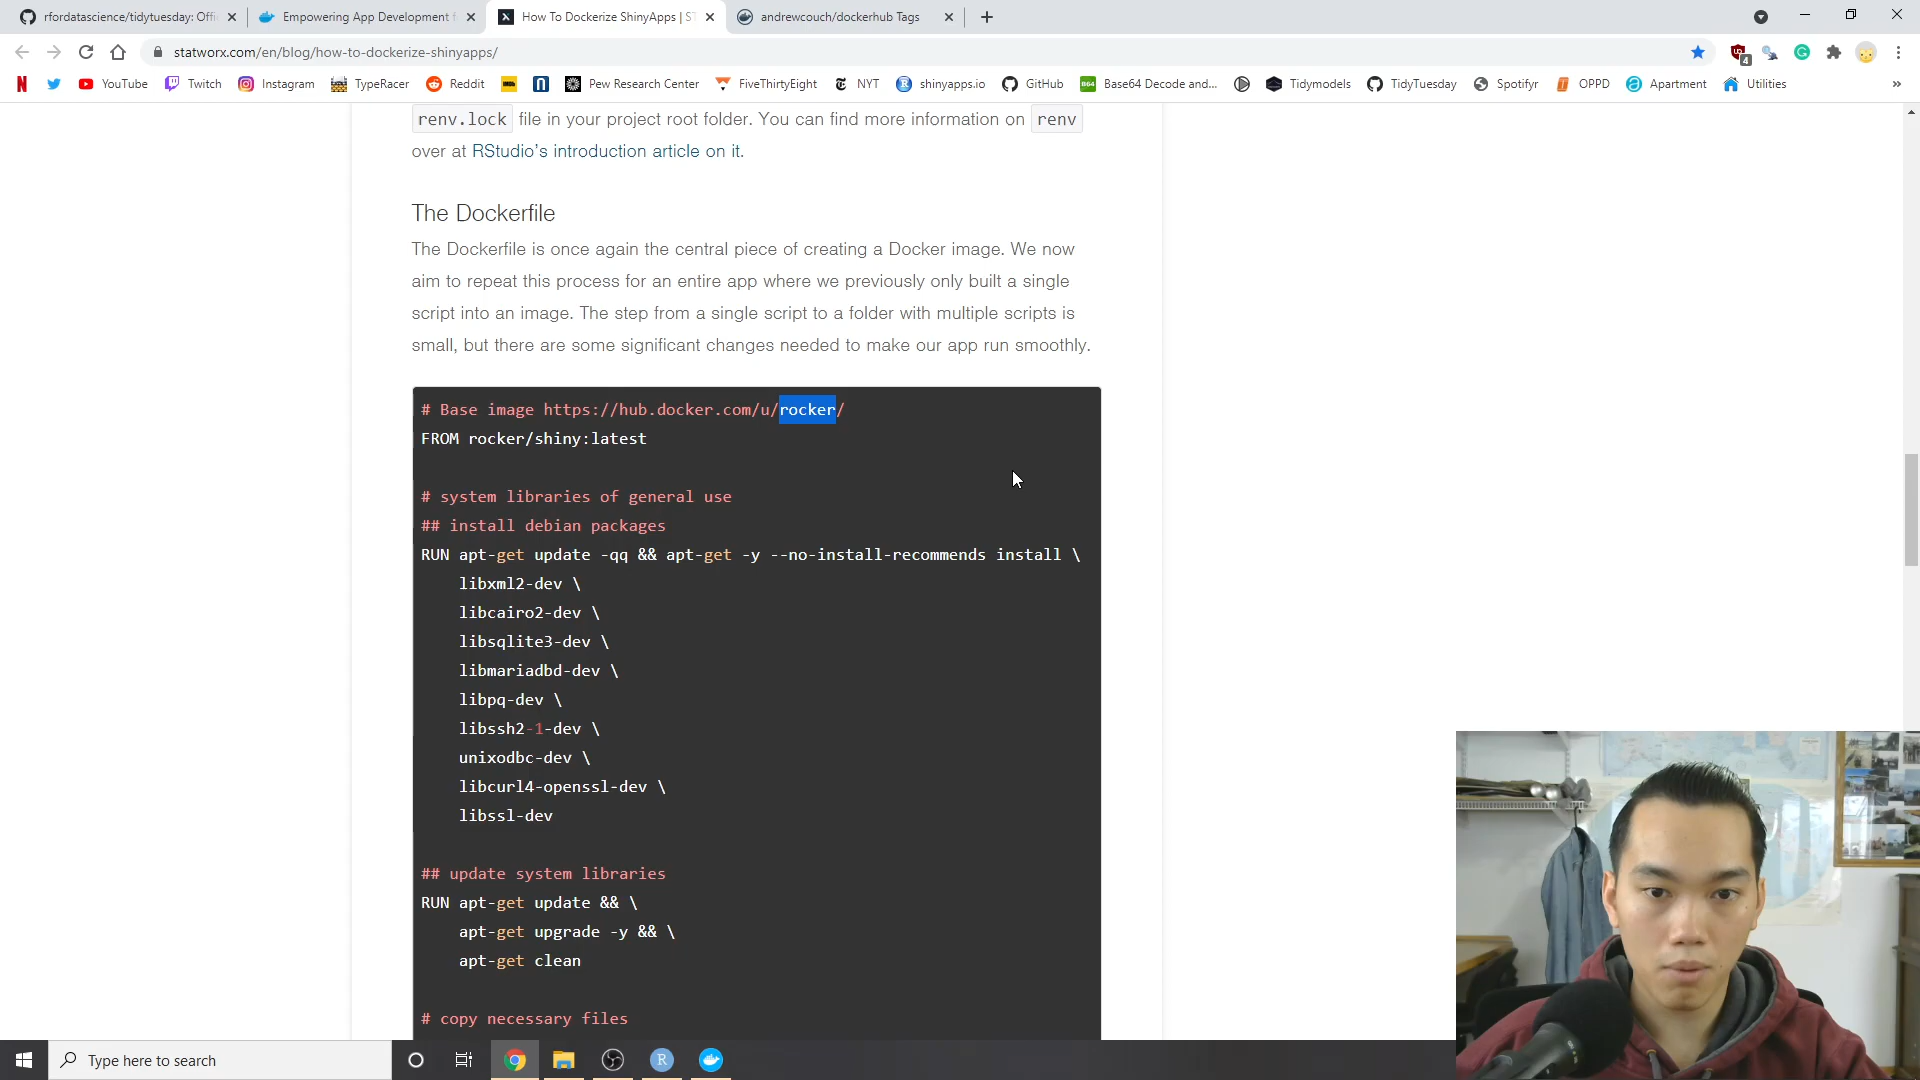 rfordatascience/tidytuesday: Offi
Empowering App Development f
How To Dockerize ShinyApps | ST
andrewcouch/dockerhub Tags
statworx.com/en/blog/how-to-dockerize-shinyapps/
4
YouTube
Twitch
Instagram
TypeRacer
Reddit
Pew Research Center
FiveThirtyEight
NYT
shinyapps.io
GitHub
B64
Base64 Decode and...
Tidymodels
TidyTuesday
Spotifyr
OPPD
Apartment
Utilities
»
renv.lock file in your project root folder. You can find more information on renv
over at RStudio's introduction article on it.
The Dockerfile
The Dockerfile is once again the central piece of creating a Docker image. We now
aim to repeat this process for an entire app where we previously only built a single
script into an image. The step from a single script to a folder with multiple scripts is
small, but there are some significant changes needed to make our app run smoothly.
# Base image https://hub.docker.com/u/rocker/
FROM rocker/shiny:latest
# system libraries of general use
## install debian packages
RUN apt-get update -qq && apt-get -y --no-install-recommends install \
libxml2-dev \
libcairo2-dev \
libsqlite3-dev \
libmariadbd-dev \
libpq-dev \
libssh2-1-dev \
unixodbc-dev \
libcurl4-openssl-dev \
libssl-dev
## update system libraries
RUN apt-get update && \
apt-get upgrade -y && \
apt-get clean
# copy necessary files
Type here to search
R